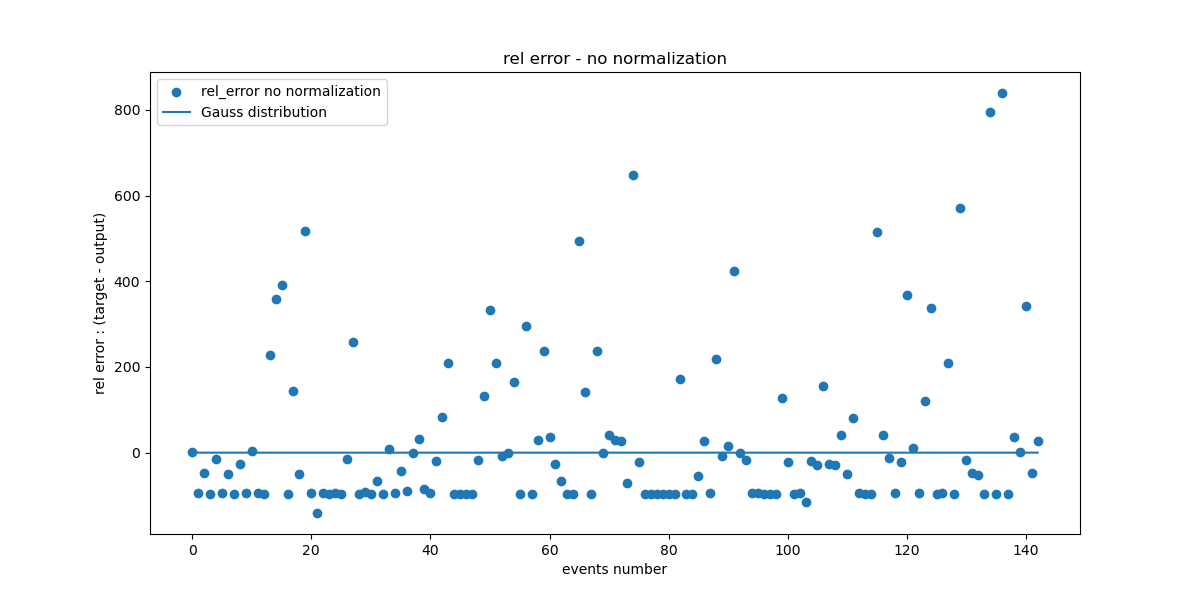 rel error - no normalization
rel_error no normalization
Gauss distribution
rel error : (target - output)
800
600
400
200
0
0 20 40 60 80 100 120 140
events number